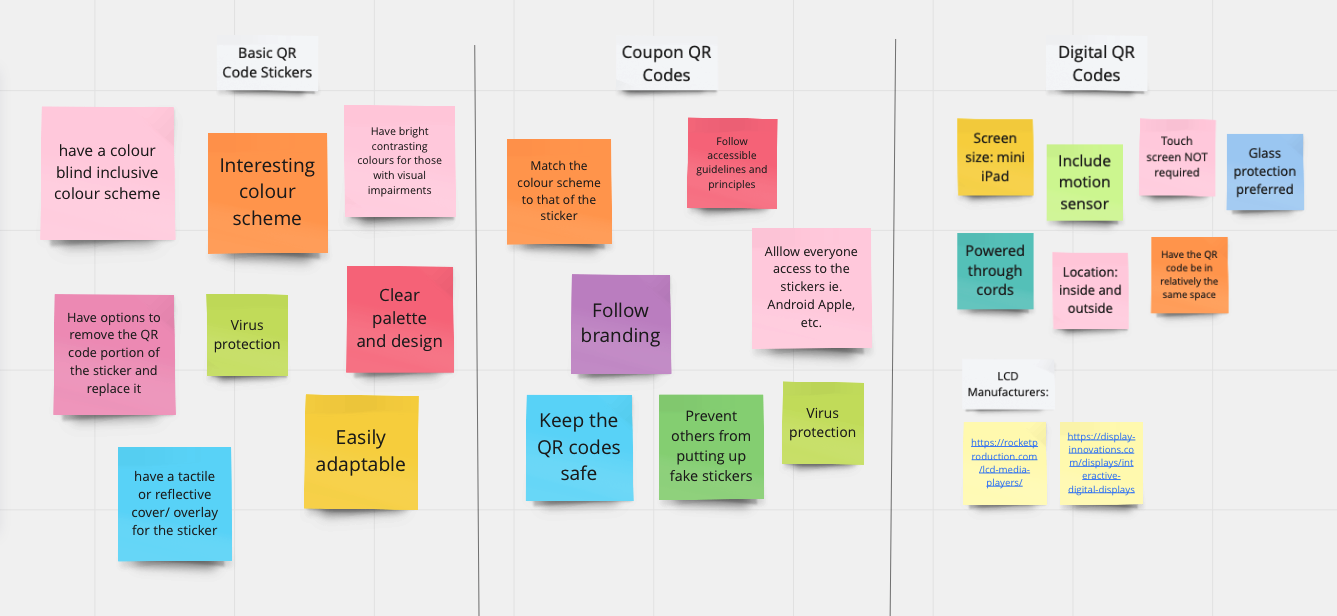 Basic QR
Code Stickers
have a colour
blind inclusive
colour scheme
Interesting
colour
scheme
Have bright
contrasting
colours for those
with visual
impairments
Have options to
remove the QR
code portion of
the sticker and
replace it
Virus
protection
Clear
palette
and design
Easily
adaptable
have a tactile
or reflective
cover/ overlay
for the sticker
Coupon QR
Codes
Match the
colour scheme
to that of the
sticker
Follow
accessible
guidelines and
principles
Alllow everyone
access to the
stickers ie.
Android Apple,
etc.
Follow
branding
Keep the
QR codes
safe
Prevent
others from
putting up
fake stickers
Virus
protection
Digital QR
Codes
Screen
size: mini
iPad
Include
motion
sensor
Touch
screen NOT
required
Glass
protection
preferred
Powered
through
cords
Location:
inside and
outside
Have the QR
code be in
relatively the
same space
LCD
Manufacturers:
https://rocketp
roduction.com
/lcd-media-
players/
https://display-
innovations.co
m/displays/int
eractive-
digital-displays